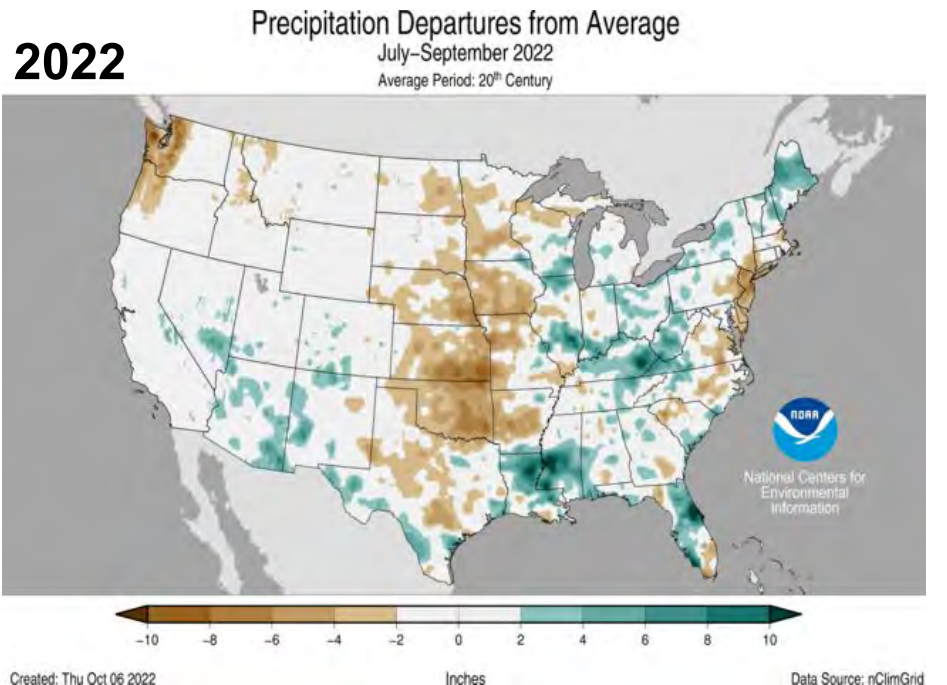 Precipitation Departures from Average
2022
July–September 2022
Average Period: 20th Century
NOAA
National Centers for
Environmental
Information
−10 −8 −6 −4 −2 0 2 4 6 8 10
Created: Thu Oct 06 2022 Inches Data Source: nClimGrid